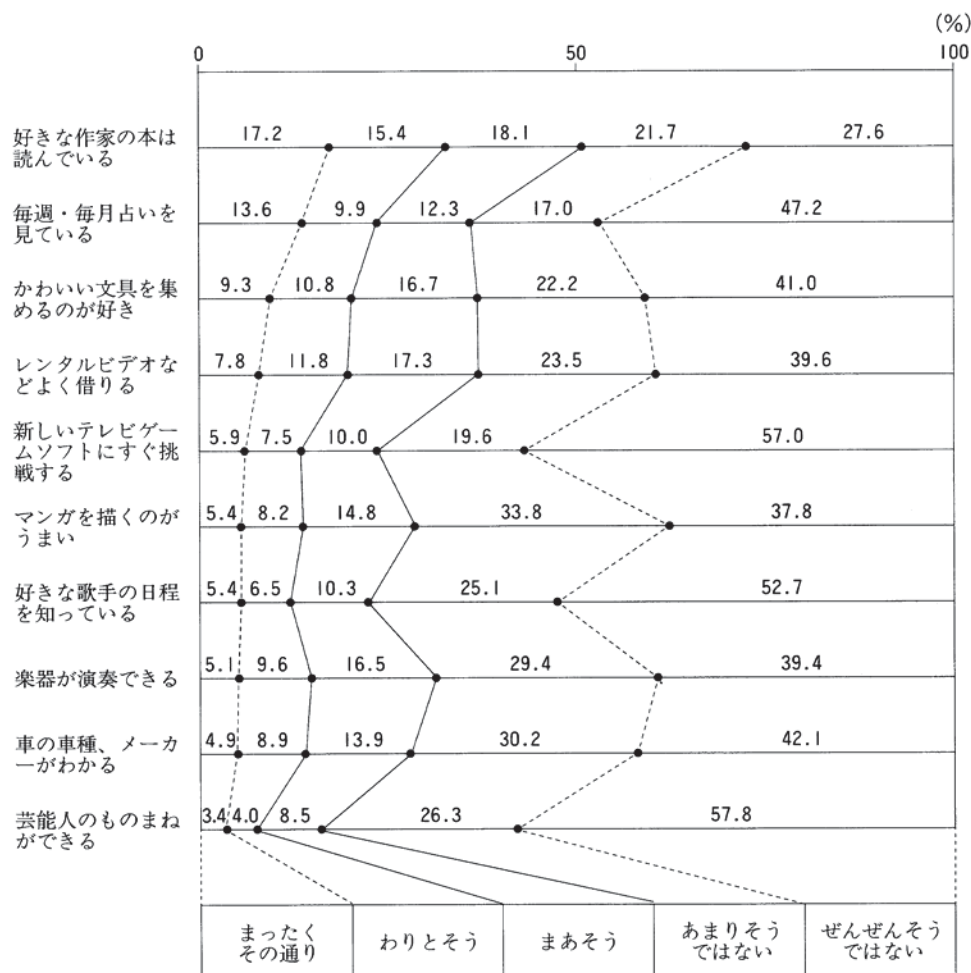 (%)
0 50 100
好きな作家の本は
読んでいる
17.2 15.4 18.1 21.7 27.6
毎週・毎月占いを
見ている
13.6 9.9 12.3 17.0 47.2
かわいい文具を集
めるのが好き
9.3 10.8 16.7 22.2 41.0
レンタルビデオな
どよく借りる
7.8 11.8 17.3 23.5 39.6
新しいテレビゲー
ムソフトにすぐ挑
戦する
5.9 7.5 10.0 19.6 57.0
マンガを描くのが
うまい
5.4 8.2 14.8 33.8 37.8
好きな歌手の日程
を知っている
5.4 6.5 10.3 25.1 52.7
楽器が演奏できる
5.1 9.6 16.5 29.4 39.4
車の車種、メーカ
ーがわかる
4.9 8.9 13.9 30.2 42.1
芸能人のものまね
ができる
3.4 4.0 8.5 26.3 57.8
まったく
その通り
わりとそう
まあそう
あまりそう
ではない
ぜんぜんそう
ではない